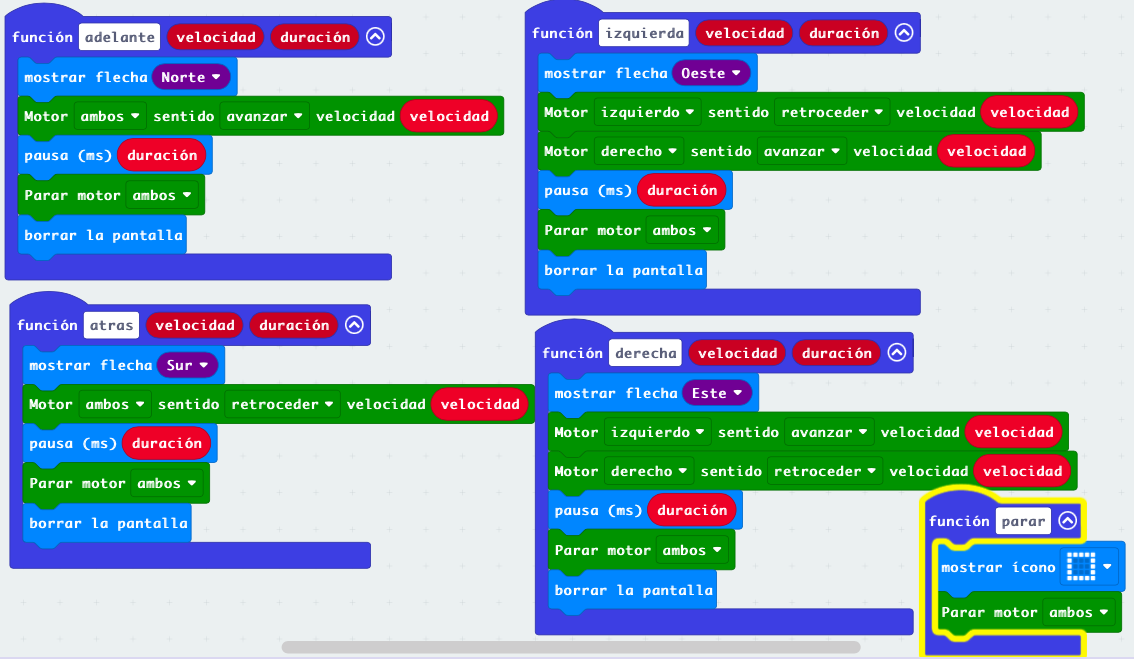 función adelante velocidad duración
mostrar flecha Norte
Motor ambos sentido avanzar velocidad velocidad
pausa (ms) duración
Parar motor ambos
borrar la pantalla
función atras velocidad duración
mostrar flecha Sur
Motor ambos sentido retroceder velocidad velocidad
pausa (ms) duración
Parar motor ambos
borrar la pantalla
función izquierda velocidad duración
mostrar flecha Oeste
Motor izquierdo sentido retroceder velocidad velocidad
Motor derecho sentido avanzar velocidad velocidad
pausa (ms) duración
Parar motor ambos
borrar la pantalla
función derecha velocidad duración
mostrar flecha Este
Motor izquierdo sentido avanzar velocidad velocidad
Motor derecho sentido retroceder velocidad velocidad
pausa (ms) duración
Parar motor ambos
borrar la pantalla
función parar
mostrar ícono
Parar motor ambos